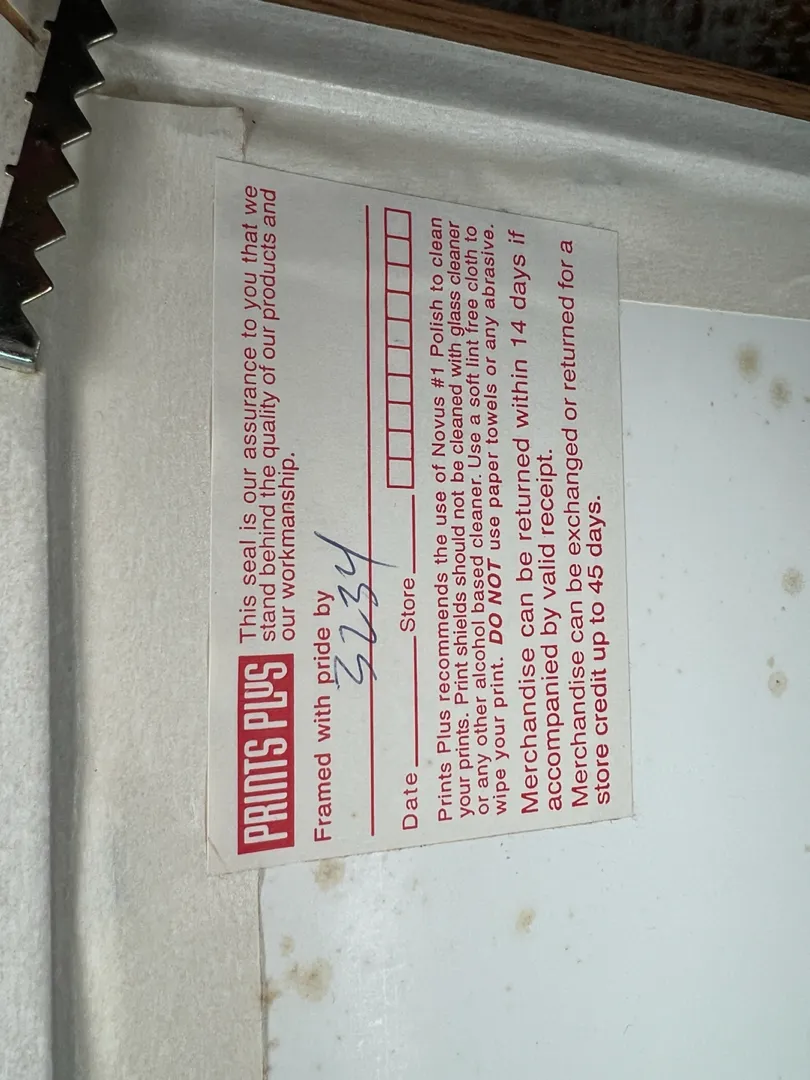 PRINTS PLUS
This seal is our assurance to you that we
stand behind the quality of our products and
our workmanship.
Framed with pride by
3234
Date Store
Prints Plus recommends the use of Novus #1 Polish to clean
your prints. Print shields should not be cleaned with glass cleaner
or any other alcohol based cleaner. Use a soft lint free cloth to
wipe your print. DO NOT use paper towels or any abrasive.
Merchandise can be returned within 14 days if
accompanied by valid receipt.
Merchandise can be exchanged or returned for a
store credit up to 45 days.